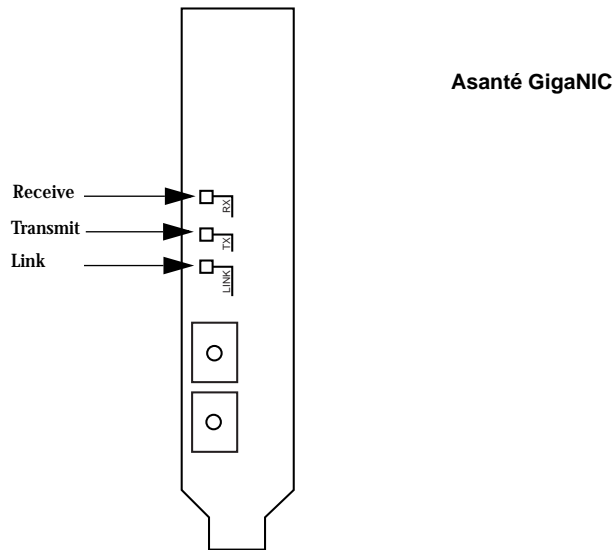 Asanté GigaNIC
Receive
RX
Transmit
TX
Link
LINK